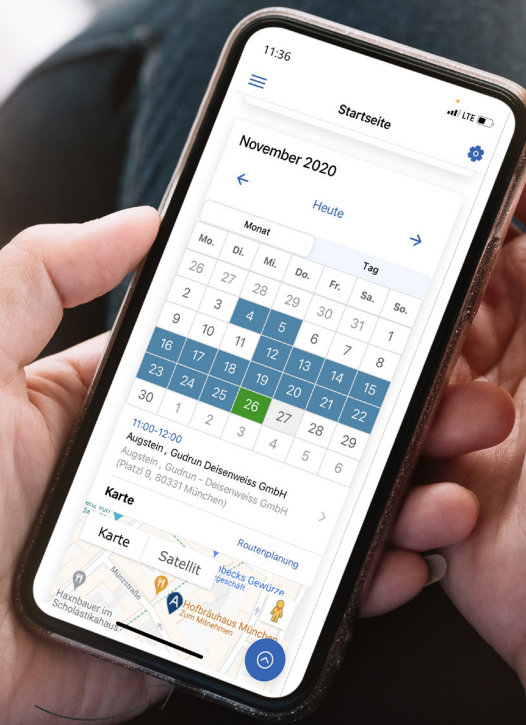 11:36
LTE
Startseite
November 2020
Heute
Monat
Tag
Mo. Di. Mi. Do. Fr. Sa. So.
26 27 28 29 30 31 1
2 3 4 5 6 7 8
9 10 11 12 13 14 15
16 17 18 19 20 21 22
23 24 25 26 27 28 29
30 1 2 3 4 5 6
11:00-12:00
Augstein , Gudrun Deisenweiss GmbH
Augstein , Gudrun - Deisenweiss GmbH
(Platzl 9, 80331 München)
Karte
Routenplanung
Karte
Satellit
becks Gewürze
geschäft
Münzstraße
A
Haxnbauer im
Scholastikahaus
Hofbräuhaus München
Zum Mitnehmen